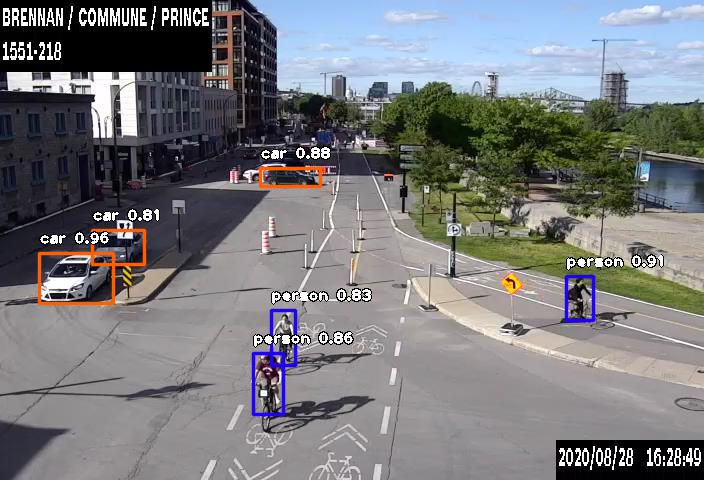 BRENNAN / COMMUNE / PRINCE
1551-218
car 0.88
car 0.81
car 0.96
person 0.91
person 0.83
person 0.86
2020/08/28 16:28:49